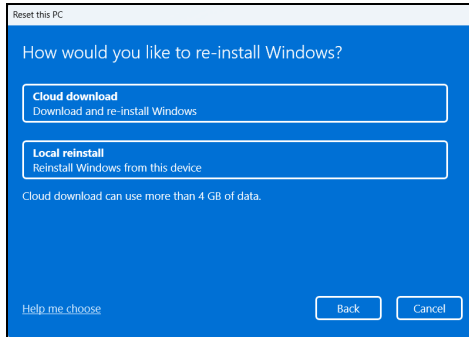 Reset this PC
How would you like to re-install Windows?
Cloud download
Download and re-install Windows
Local reinstall
Reinstall Windows from this device
Cloud download can use more than 4 GB of data.
Help me choose
Back
Cancel